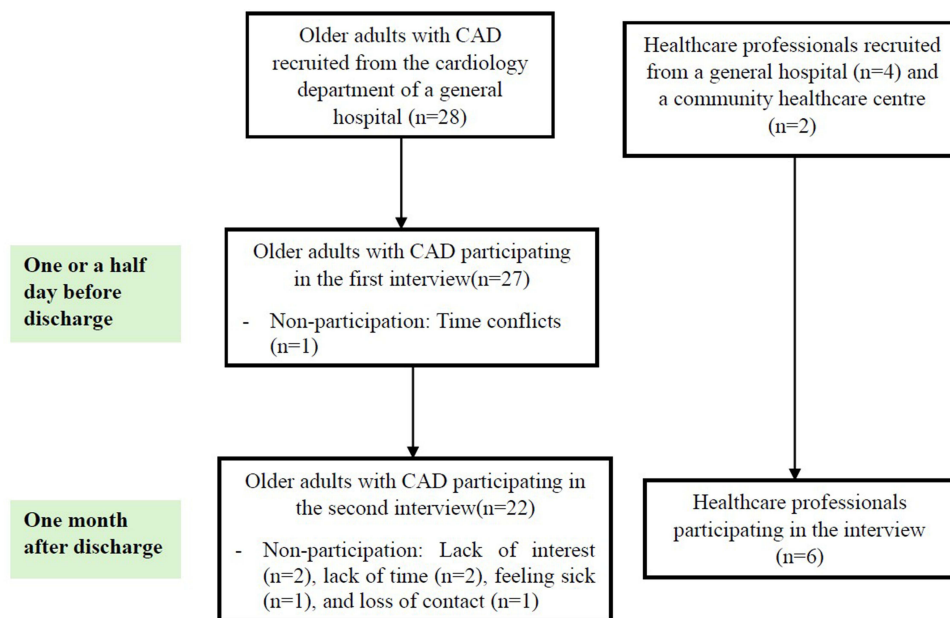 Older adults with CAD
recruited from the cardiology
department of a general
hospital (n=28)
Healthcare professionals recruited
from a general hospital (n=4) and
a community healthcare centre
(n=2)
One or a half
day before
discharge
Older adults with CAD participating
in the first interview(n=27)
- Non-participation: Time conflicts
(n=1)
One month
after discharge
Older adults with CAD participating in
the second interview(n=22)
- Non-participation: Lack of interest
(n=2), lack of time (n=2), feeling sick
(n=1), and loss of contact (n=1)
Healthcare professionals
participating in the interview
(n=6)